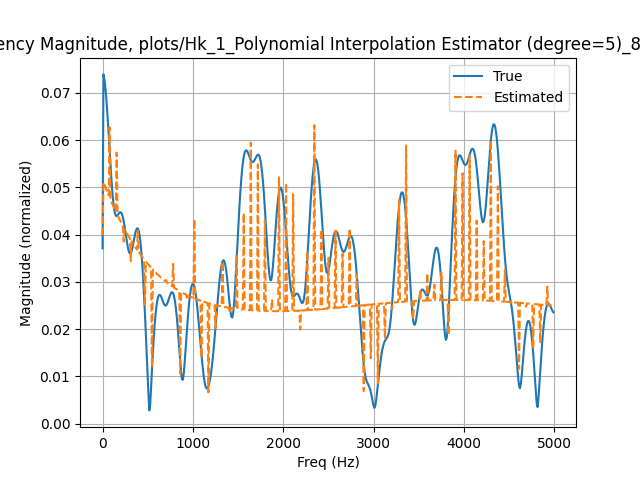 ency Magnitude, plots/Hk_1_Polynomial Interpolation Estimator (degree=5)_8
True
Estimated
Magnitude (normalized)
0.07
0.06
0.05
0.04
0.03
0.02
0.01
0.00
0 1000 2000 3000 4000 5000
Freq (Hz)